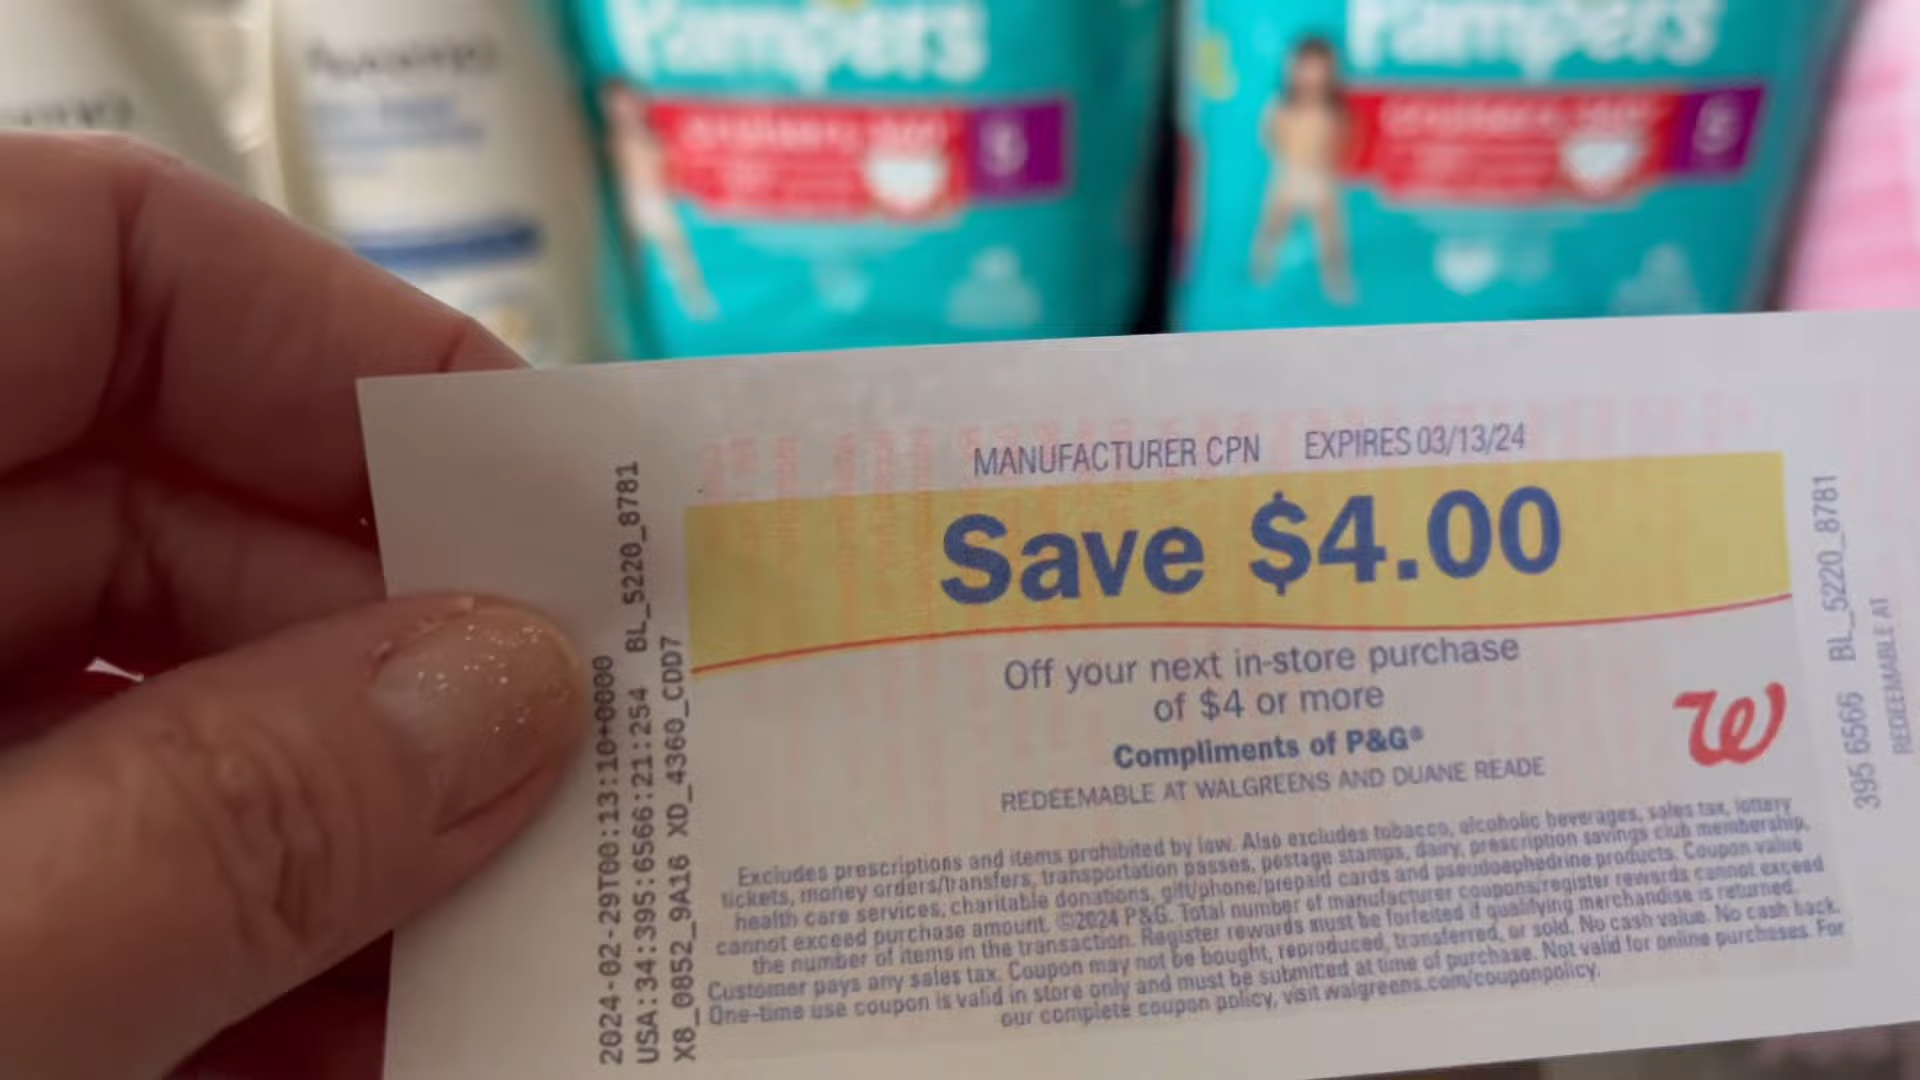 Pampers
Pampers
5
5
MANUFACTURER CPN EXPIRES 03/13/24
Save $4.00
Off your next in-store purchase
of $4 or more
Compliments of P&G®
REDEEMABLE AT WALGREENS AND DUANE READE
W
Excludes prescriptions and items prohibited by law. Also excludes tobacco, alcoholic beverages, sales tax, lottery
tickets, money orders/transfers, transportation passes, postage stamps, dairy, prescription savings club membership,
health care services, charitable donations, gift/phone/prepaid cards and pseudoephedrine products. Coupon value
cannot exceed purchase amount. ©2024 P&G. Total number of manufacturer coupons/register rewards cannot exceed
the number of items in the transaction. Register rewards must be forfeited if qualifying merchandise is returned.
Customer pays any sales tax. Coupon may not be bought, reproduced, transferred, or sold. No cash value. No cash back.
One-time use coupon is valid in store only and must be submitted at time of purchase. Not valid for online purchases. For
our complete coupon policy, visit walgreens.com/couponpolicy.
2024-02-29T00:13:10+0000
USA:34:395:6566:21:254 BL_5220_8781
X8_0852_9A16 XD_4360_CDD7
395 6566 BL_5220_8781
REDEEMABLE AT